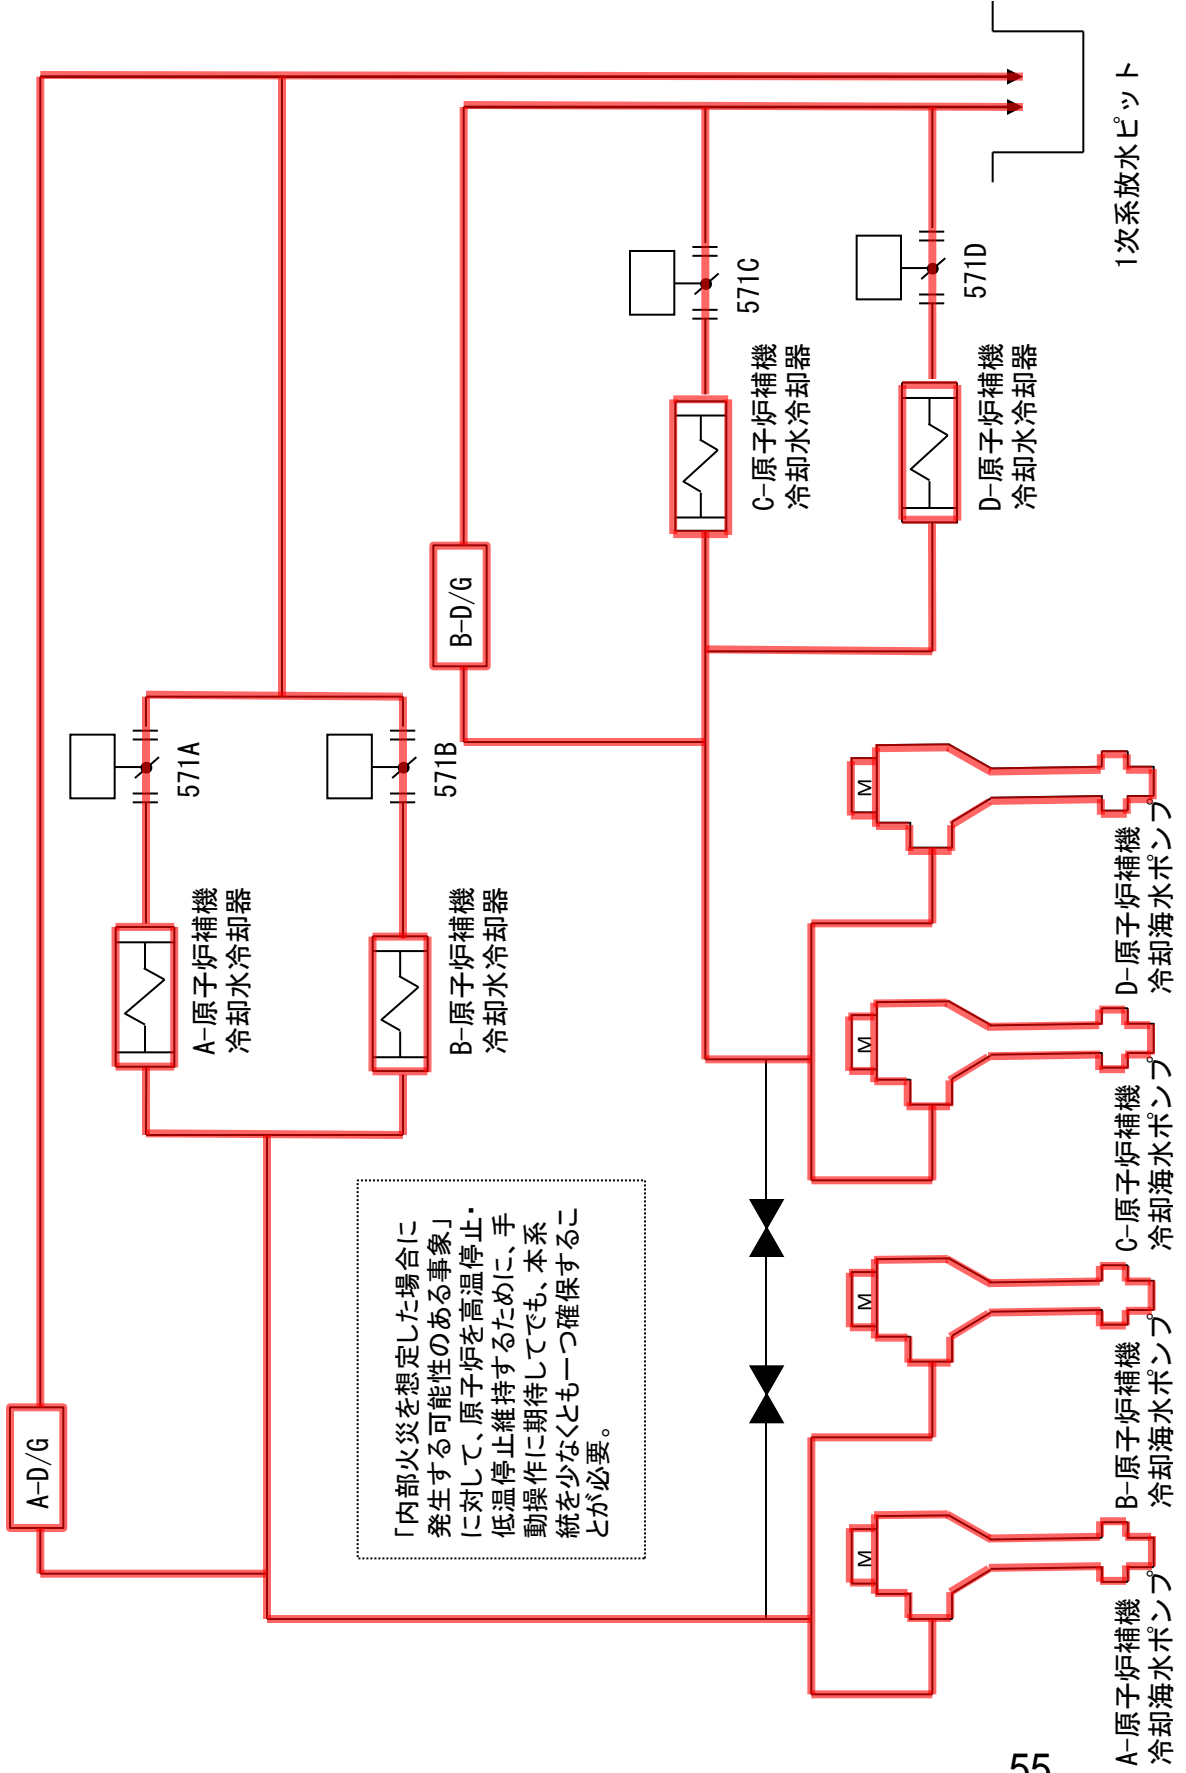 A-D/G
571A
A-原子炉補機
冷却水冷却器
571B
B-原子炉補機
冷却水冷却器
B-D/G
571C
C-原子炉補機
冷却水冷却器
571D
D-原子炉補機
冷却水冷却器
1次系放水ピット
「内部火災を想定した場合に
発生する可能性のある事象」
に対して、原子炉を高温停止・
低温停止維持するために、手
動操作に期待してでも、本系
統を少なくとも一つ確保するこ
とが必要。
M
A-原子炉補機
冷却海水ポンプ
M
B-原子炉補機
冷却海水ポンプ
M
C-原子炉補機
冷却海水ポンプ
M
D-原子炉補機
冷却海水ポンプ
55